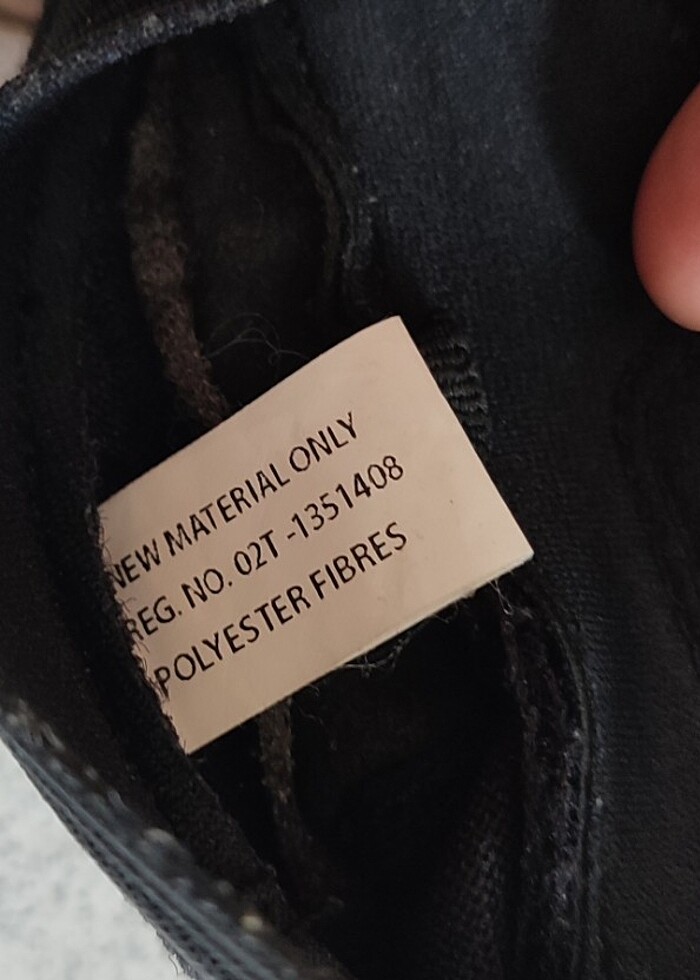 NEW MATERIAL ONLY
REG. NO. 02T -1351408
POLYESTER FIBRES